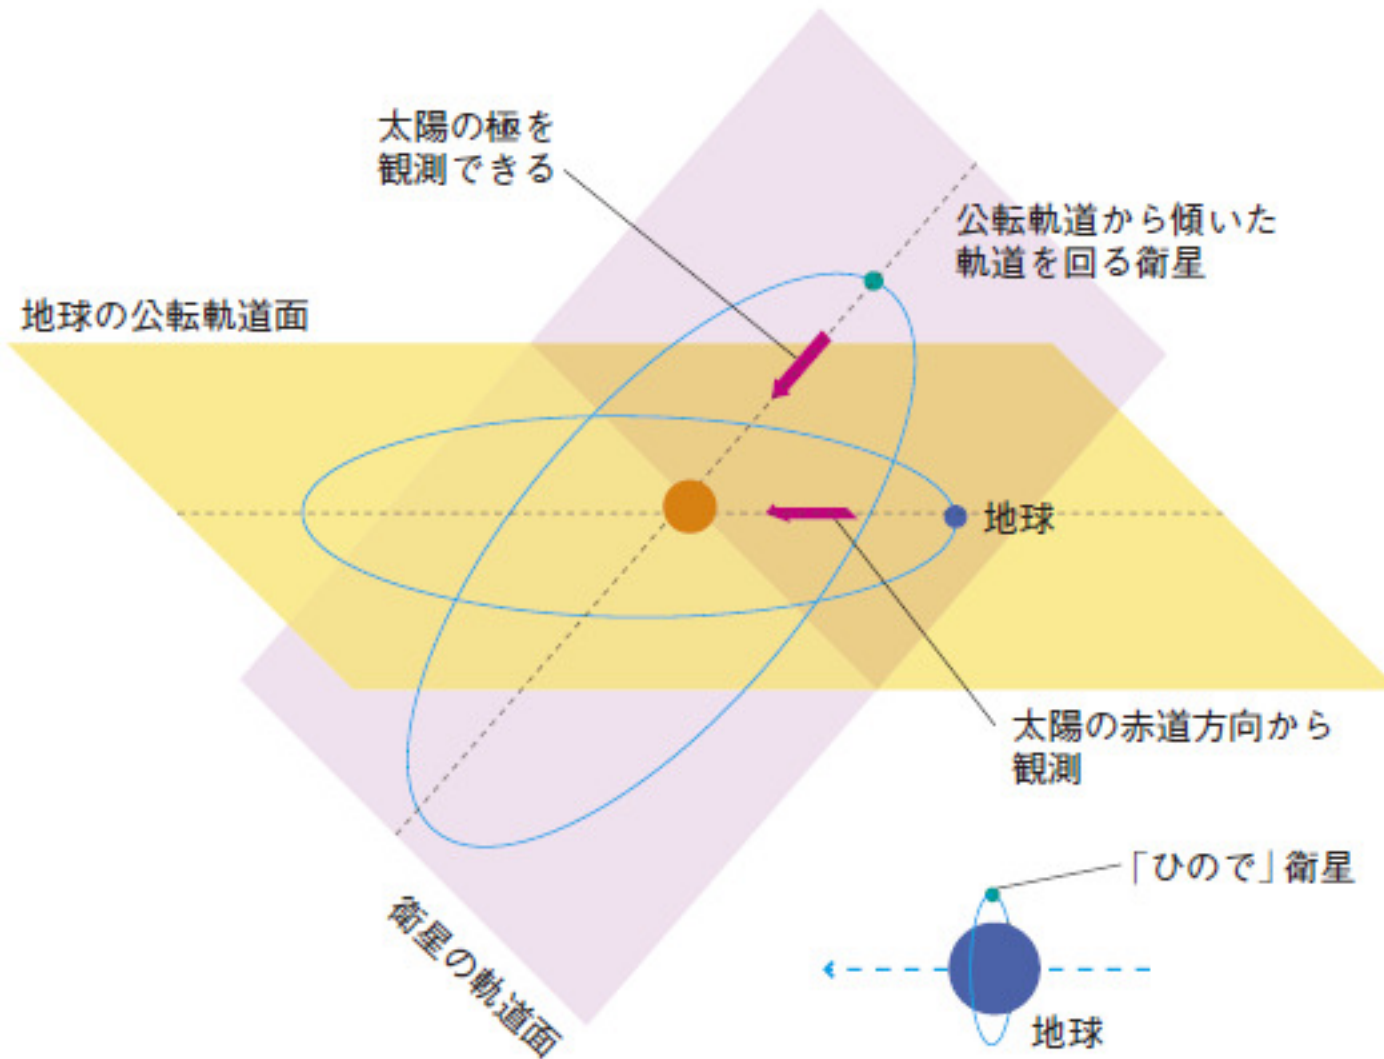 太陽の極を
観測できる
公転軌道から傾いた
軌道を回る衛星
地球の公転軌道面
地球
太陽の赤道方向から
観測
「ひので」衛星
衛星の軌道面
地球